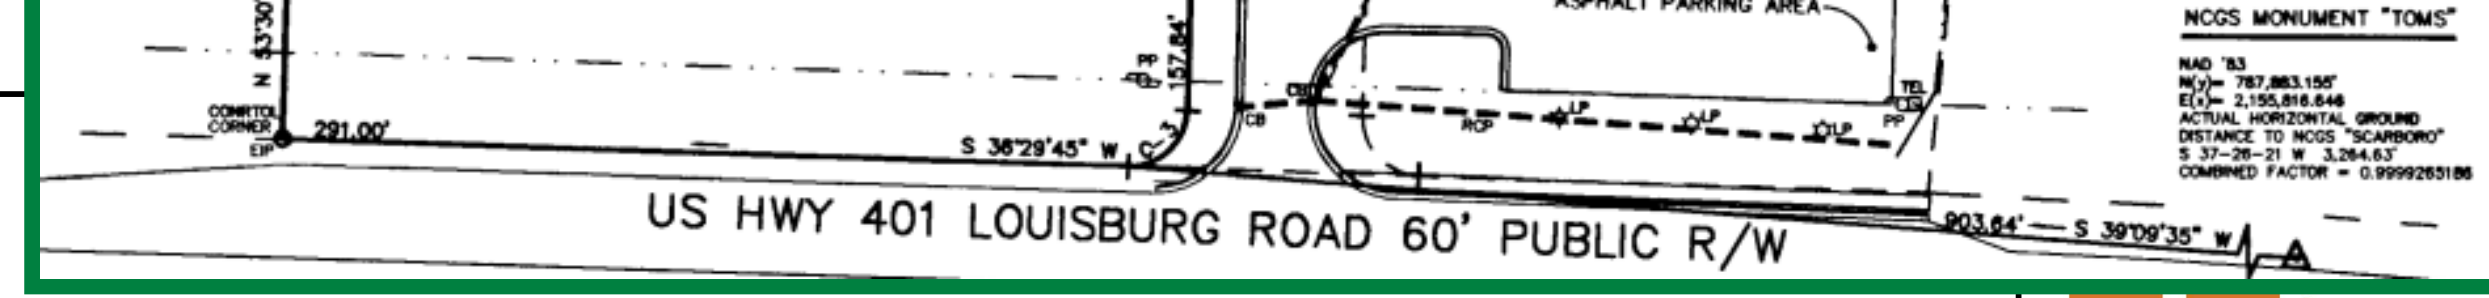 ASPHALT PARKING AREA
N 53°30'
157.84'
PP
CONRTOL
CORNER
EIP
291.00'
S 36°29'45" W
C-3
CB
CB
RCP
LP
LP
LP
TEL
PP
US HWY 401 LOUISBURG ROAD 60' PUBLIC R/W
903.64'
S 39°09'35" W
NCGS MONUMENT "TOMS"
NAD '83
N(y)= 787,883.155'
E(x)= 2,155,816.646
ACTUAL HORIZONTAL GROUND
DISTANCE TO NCGS "SCARBORO"
S 37-26-21 W 3,264.63'
COMBINED FACTOR = 0.9999265186